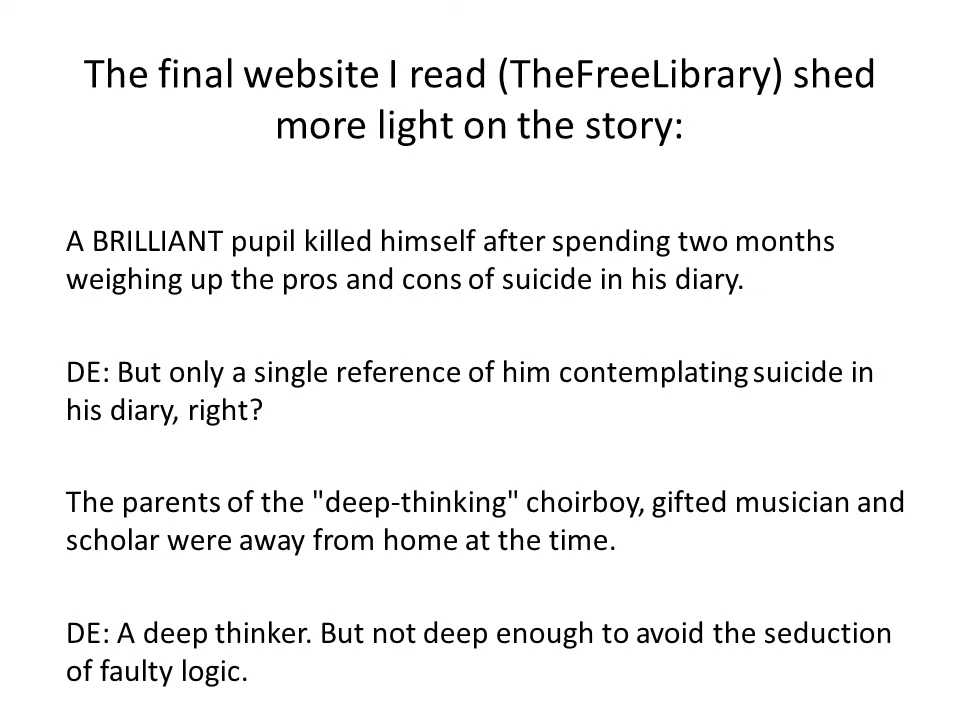 The final website I read (TheFreeLibrary) shed
more light on the story:
A BRILLIANT pupil killed himself after spending two months
weighing up the pros and cons of suicide in his diary.
DE: But only a single reference of him contemplating suicide in
his diary, right?
The parents of the "deep-thinking" choirboy, gifted musician and
scholar were away from home at the time.
DE: A deep thinker. But not deep enough to avoid the seduction
of faulty logic.